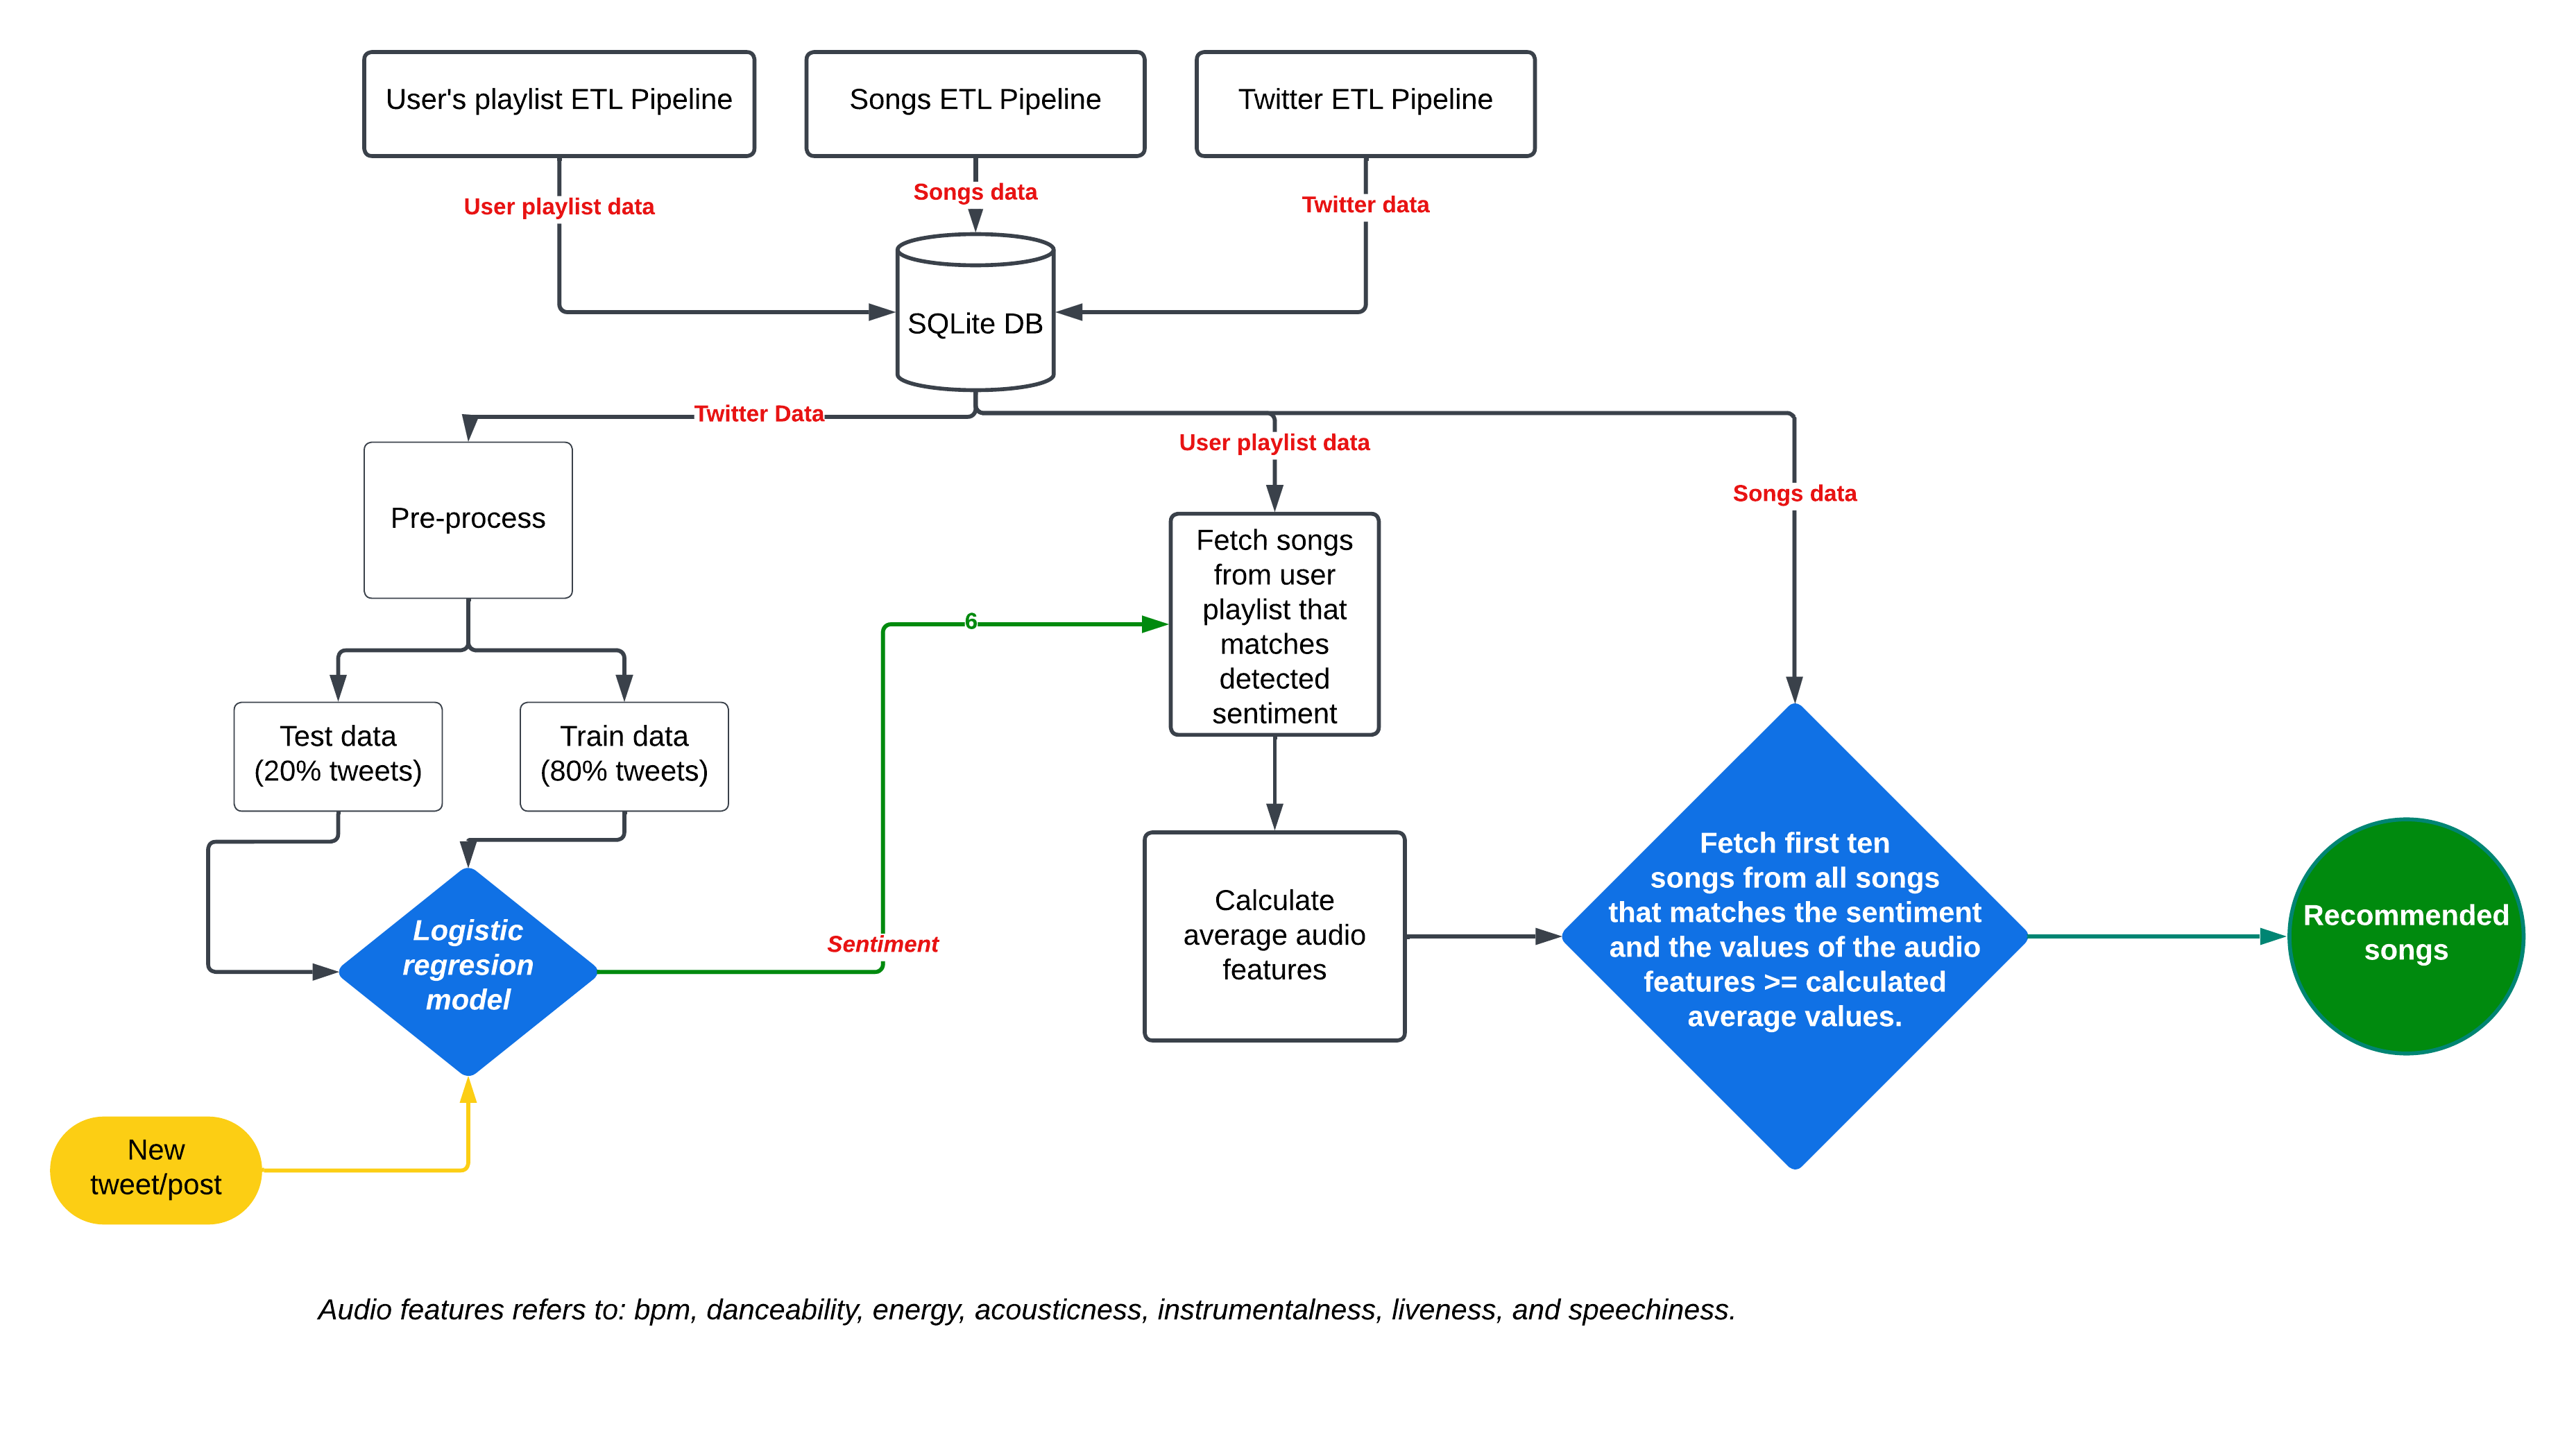 User's playlist ETL Pipeline
Songs ETL Pipeline
Twitter ETL Pipeline
User playlist data
Songs data
Twitter data
SQLite DB
Twitter Data
User playlist data
Songs data
Pre-process
Fetch songs
from user
playlist that
matches
detected
sentiment
6
Test data
(20% tweets)
Train data
(80% tweets)
Logistic
regresion
model
Sentiment
Calculate
average audio
features
Fetch first ten
songs from all songs
that matches the sentiment
and the values of the audio
features >= calculated
average values.
Recommended
songs
New
tweet/post
Audio features refers to: bpm, danceability, energy, acousticness, instrumentalness, liveness, and speechiness.